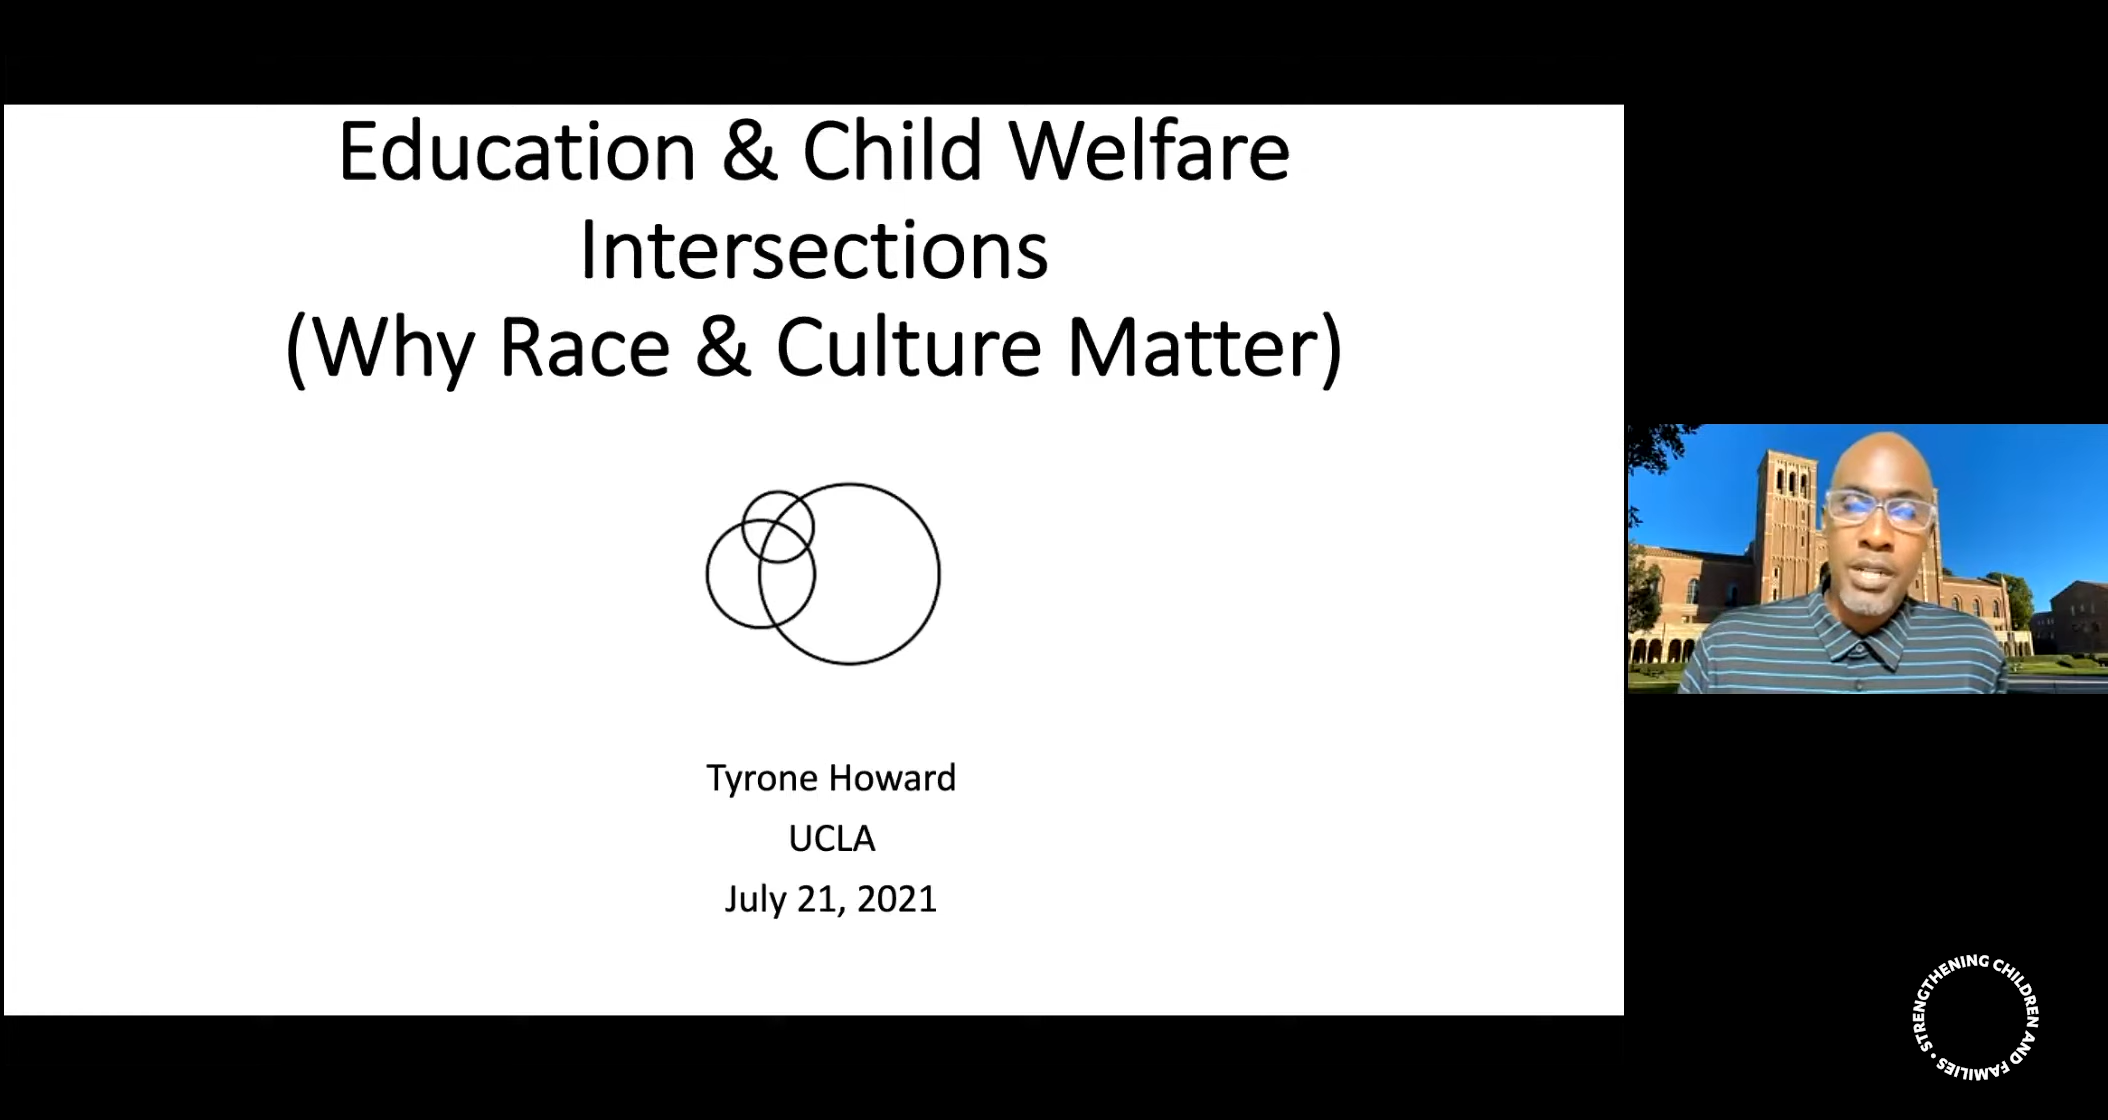 Education & Child Welfare
Intersections
(Why Race & Culture Matter)
Tyrone Howard
UCLA
July 21, 2021
STRENGTHENING CHILDREN AND FAMILIES •